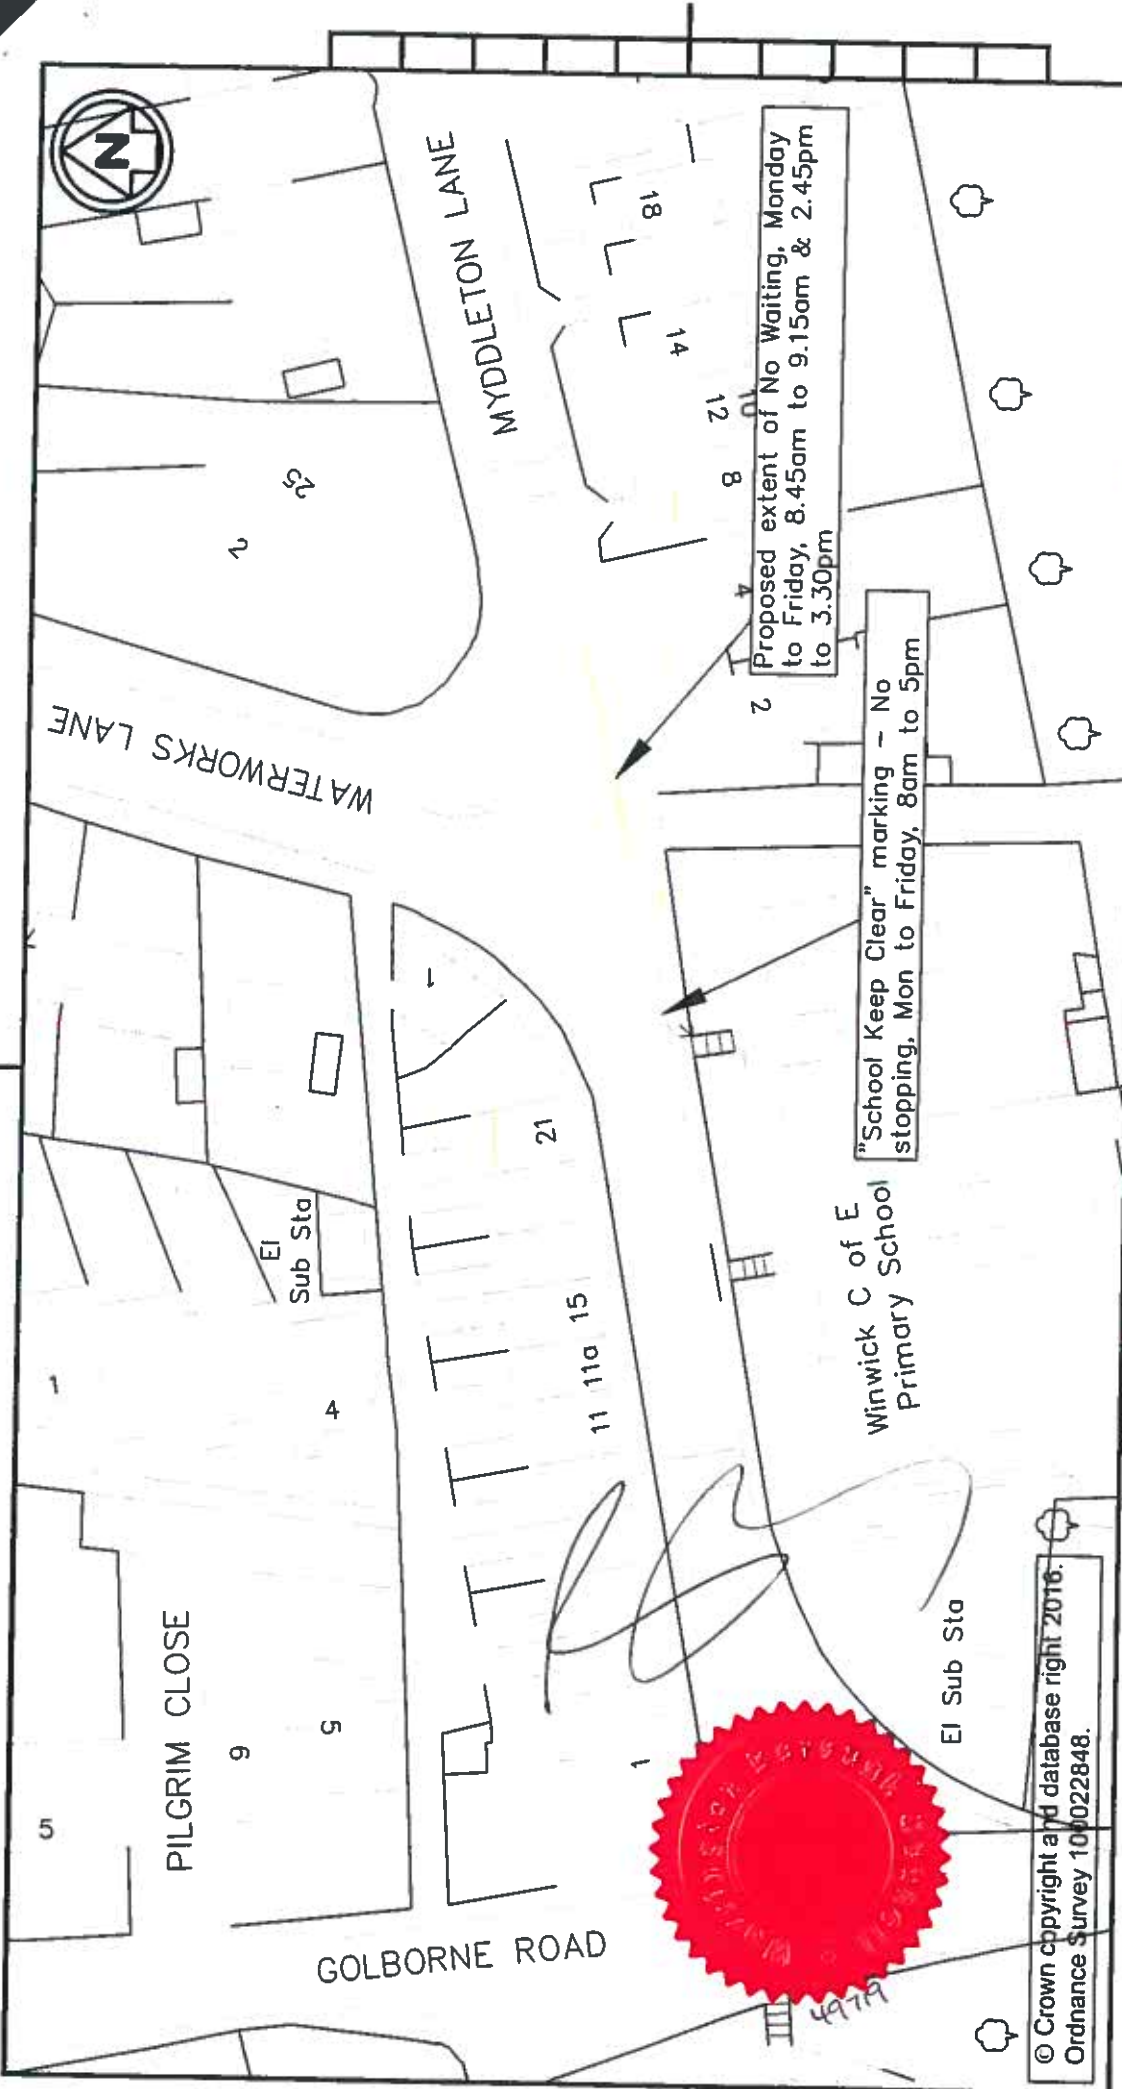 N
MYDDLETON LANE
18
14
12
10
8
4
2
25
2
WATERWORKS LANE
Proposed extent of No Waiting, Monday
to Friday, 8.45am to 9.15am & 2.45pm
to 3.30pm
"School Keep Clear" marking – No
stopping, Mon to Friday, 8am to 5pm
1
21
15
11a
11
1
El
Sub Sta
1
4
5
6
5
PILGRIM CLOSE
Winwick C of E
Primary School
El Sub Sta
GOLBORNE ROAD
49719
© Crown copyright and database right 2016.
Ordnance Survey 100022848.